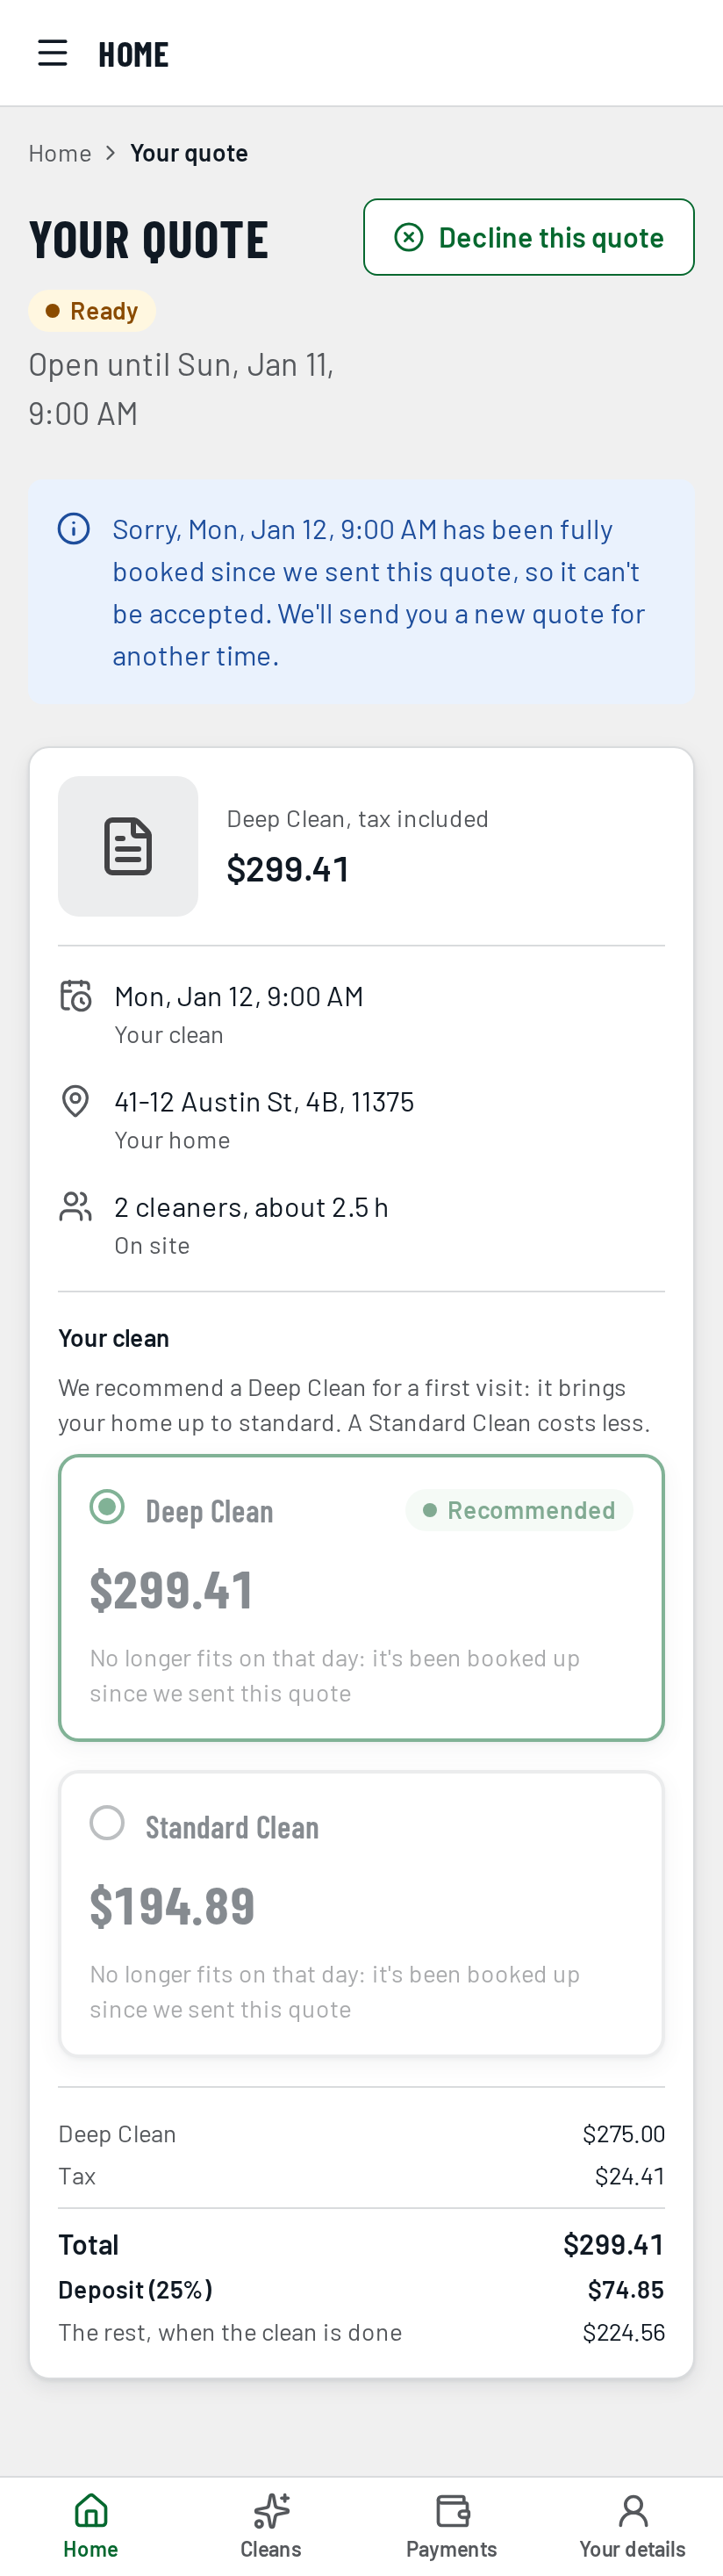 HOME
Home > Your quote
YOUR QUOTE
Decline this quote
Ready
Open until Sun, Jan 11,
9:00 AM
Sorry, Mon, Jan 12, 9:00 AM has been fully
booked since we sent this quote, so it can't
be accepted. We'll send you a new quote for
another time.
Deep Clean, tax included
$299.41
Mon, Jan 12, 9:00 AM
Your clean
41-12 Austin St, 4B, 11375
Your home
2 cleaners, about 2.5 h
On site
Your clean
We recommend a Deep Clean for a first visit: it brings
your home up to standard. A Standard Clean costs less.
Deep Clean Recommended
$299.41
No longer fits on that day: it's been booked up
since we sent this quote
Standard Clean
$194.89
No longer fits on that day: it's been booked up
since we sent this quote
Deep Clean $275.00
Tax $24.41
Total $299.41
Deposit (25%) $74.85
The rest, when the clean is done $224.56
Home Cleans Payments Your details